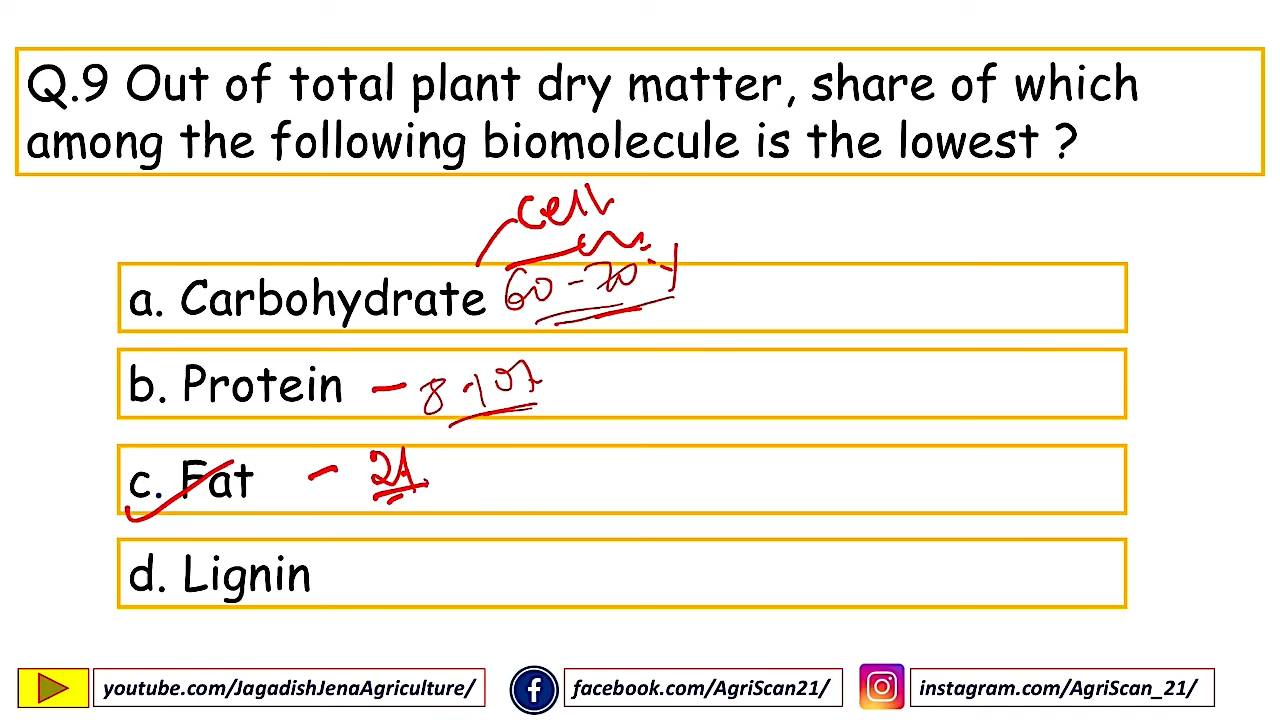 Q.9 Out of total plant dry matter, share of which
among the following biomolecule is the lowest ?
cell
a. Carbohydrate 60-70%
b. Protein - 8-10%
c. Fat -
d. Lignin
youtube.com/JagadishJenaAgriculture/
facebook.com/AgriScan21/
instagram.com/AgriScan_21/